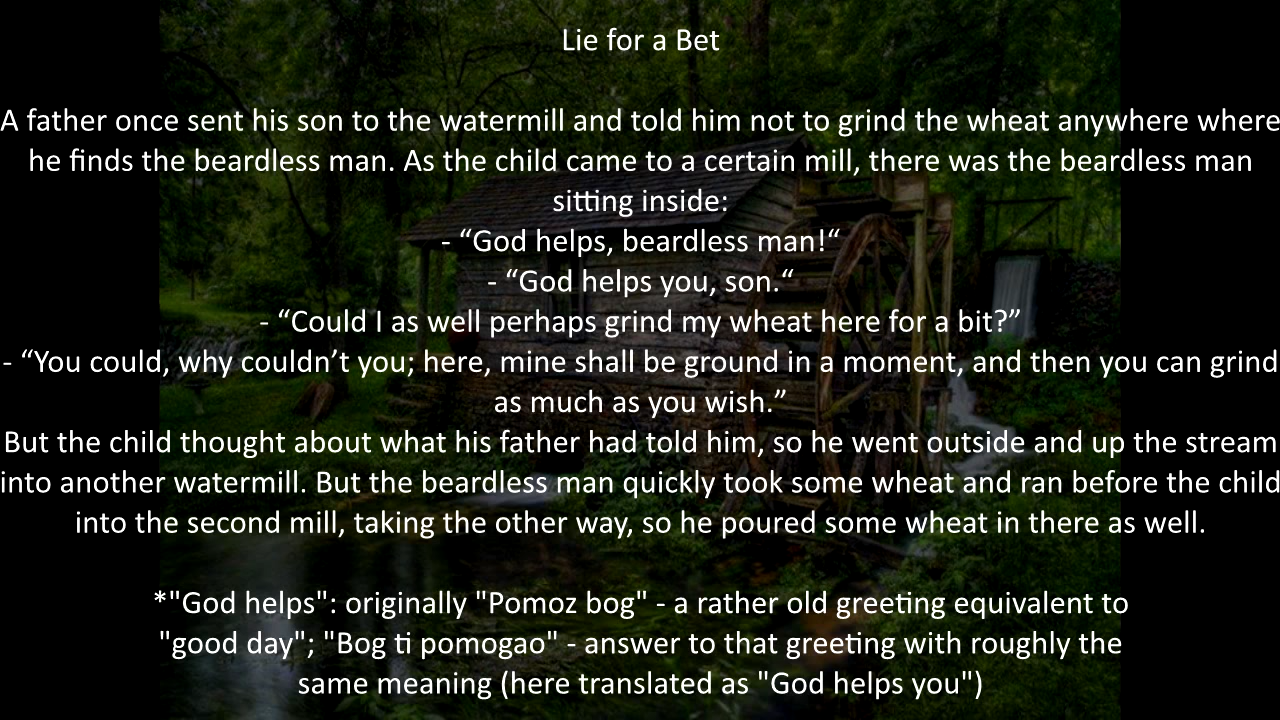 Lie for a Bet
A father once sent his son to the watermill and told him not to grind the wheat anywhere where
he finds the beardless man. As the child came to a certain mill, there was the beardless man
sitting inside:
- “God helps, beardless man!“
- “God helps you, son.“
- “Could I as well perhaps grind my wheat here for a bit?”
- “You could, why couldn’t you; here, mine shall be ground in a moment, and then you can grind
as much as you wish.”
But the child thought about what his father had told him, so he went outside and up the stream
into another watermill. But the beardless man quickly took some wheat and ran before the child
into the second mill, taking the other way, so he poured some wheat in there as well.
*"God helps": originally "Pomoz bog" - a rather old greeting equivalent to
"good day"; "Bog ti pomogao" - answer to that greeting with roughly the
same meaning (here translated as "God helps you")